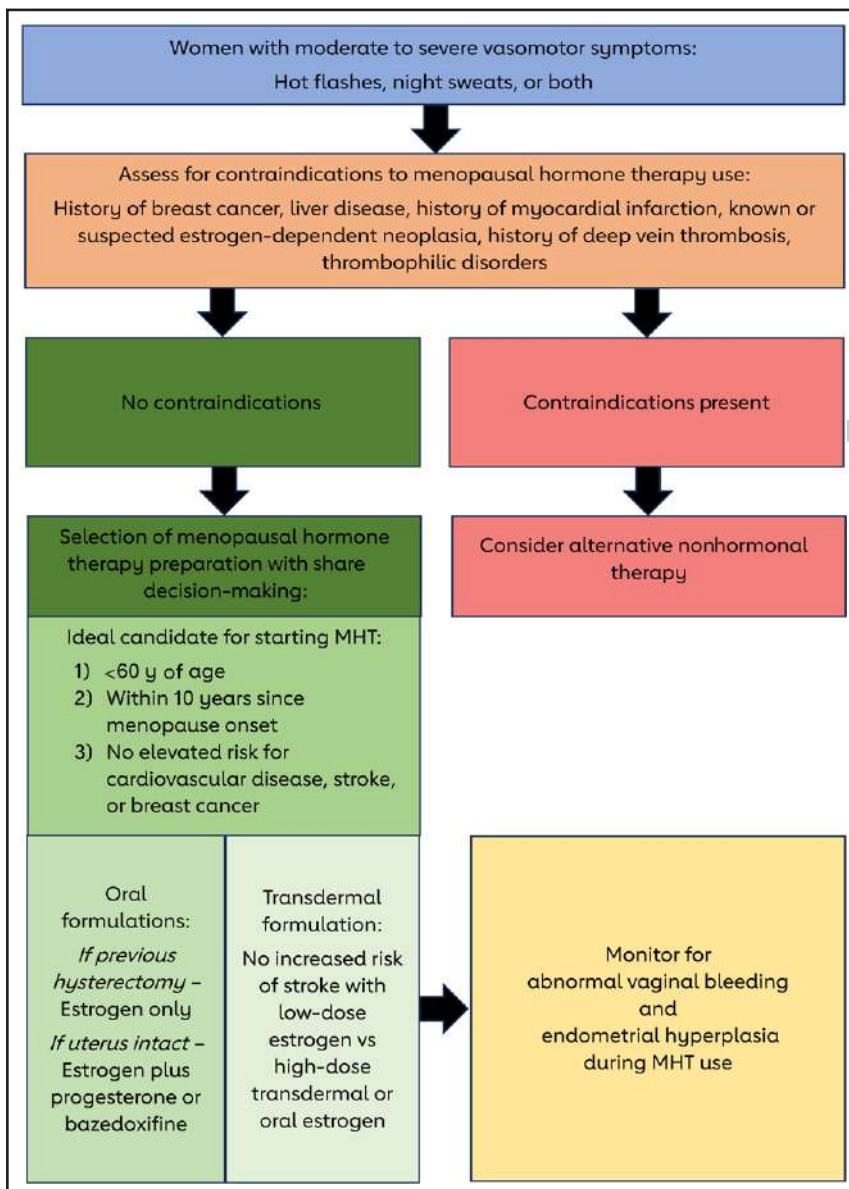 Women with moderate to severe vasomotor symptoms:
Hot flashes, night sweats, or both
Assess for contraindications to menopausal hormone therapy use:
History of breast cancer, liver disease, history of myocardial infarction, known or
suspected estrogen-dependent neoplasia, history of deep vein thrombosis,
thrombophilic disorders
No contraindications
Contraindications present
Selection of menopausal hormone
therapy preparation with share
decision-making:
Consider alternative nonhormonal
therapy
Ideal candidate for starting MHT:
1) <60 y of age
2) Within 10 years since
menopause onset
3) No elevated risk for
cardiovascular disease, stroke,
or breast cancer
Oral
formulations:
If previous
hysterectomy –
Estrogen only
If uterus intact –
Estrogen plus
progesterone or
bazedoxifine
Transdermal
formulation:
No increased risk
of stroke with
low-dose
estrogen vs
high-dose
transdermal or
oral estrogen
Monitor for
abnormal vaginal bleeding
and
endometrial hyperplasia
during MHT use